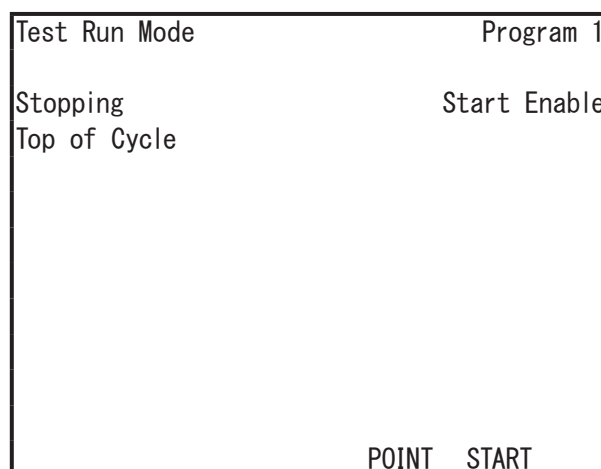 Test Run Mode Program 1
Stopping Start Enable
Top of Cycle
POINT START